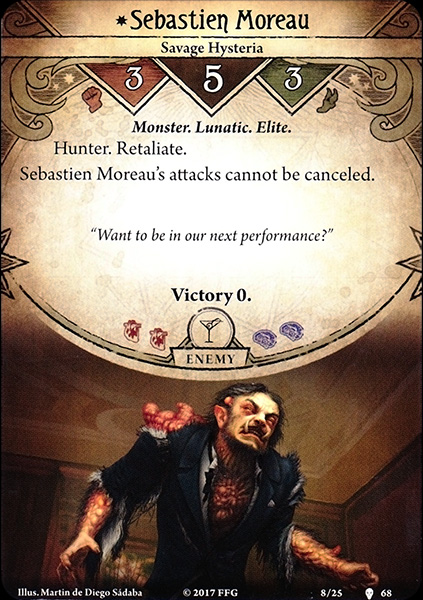 Sebastien Moreau
Savage Hysteria
3 5 3
Monster. Lunatic. Elite.
Hunter. Retaliate.
Sebastien Moreau's attacks cannot be canceled.
“Want to be in our next performance?”
Victory 0.
ENEMY
Illus. Martin de Diego Sádaba © 2017 FFG 8/25 68